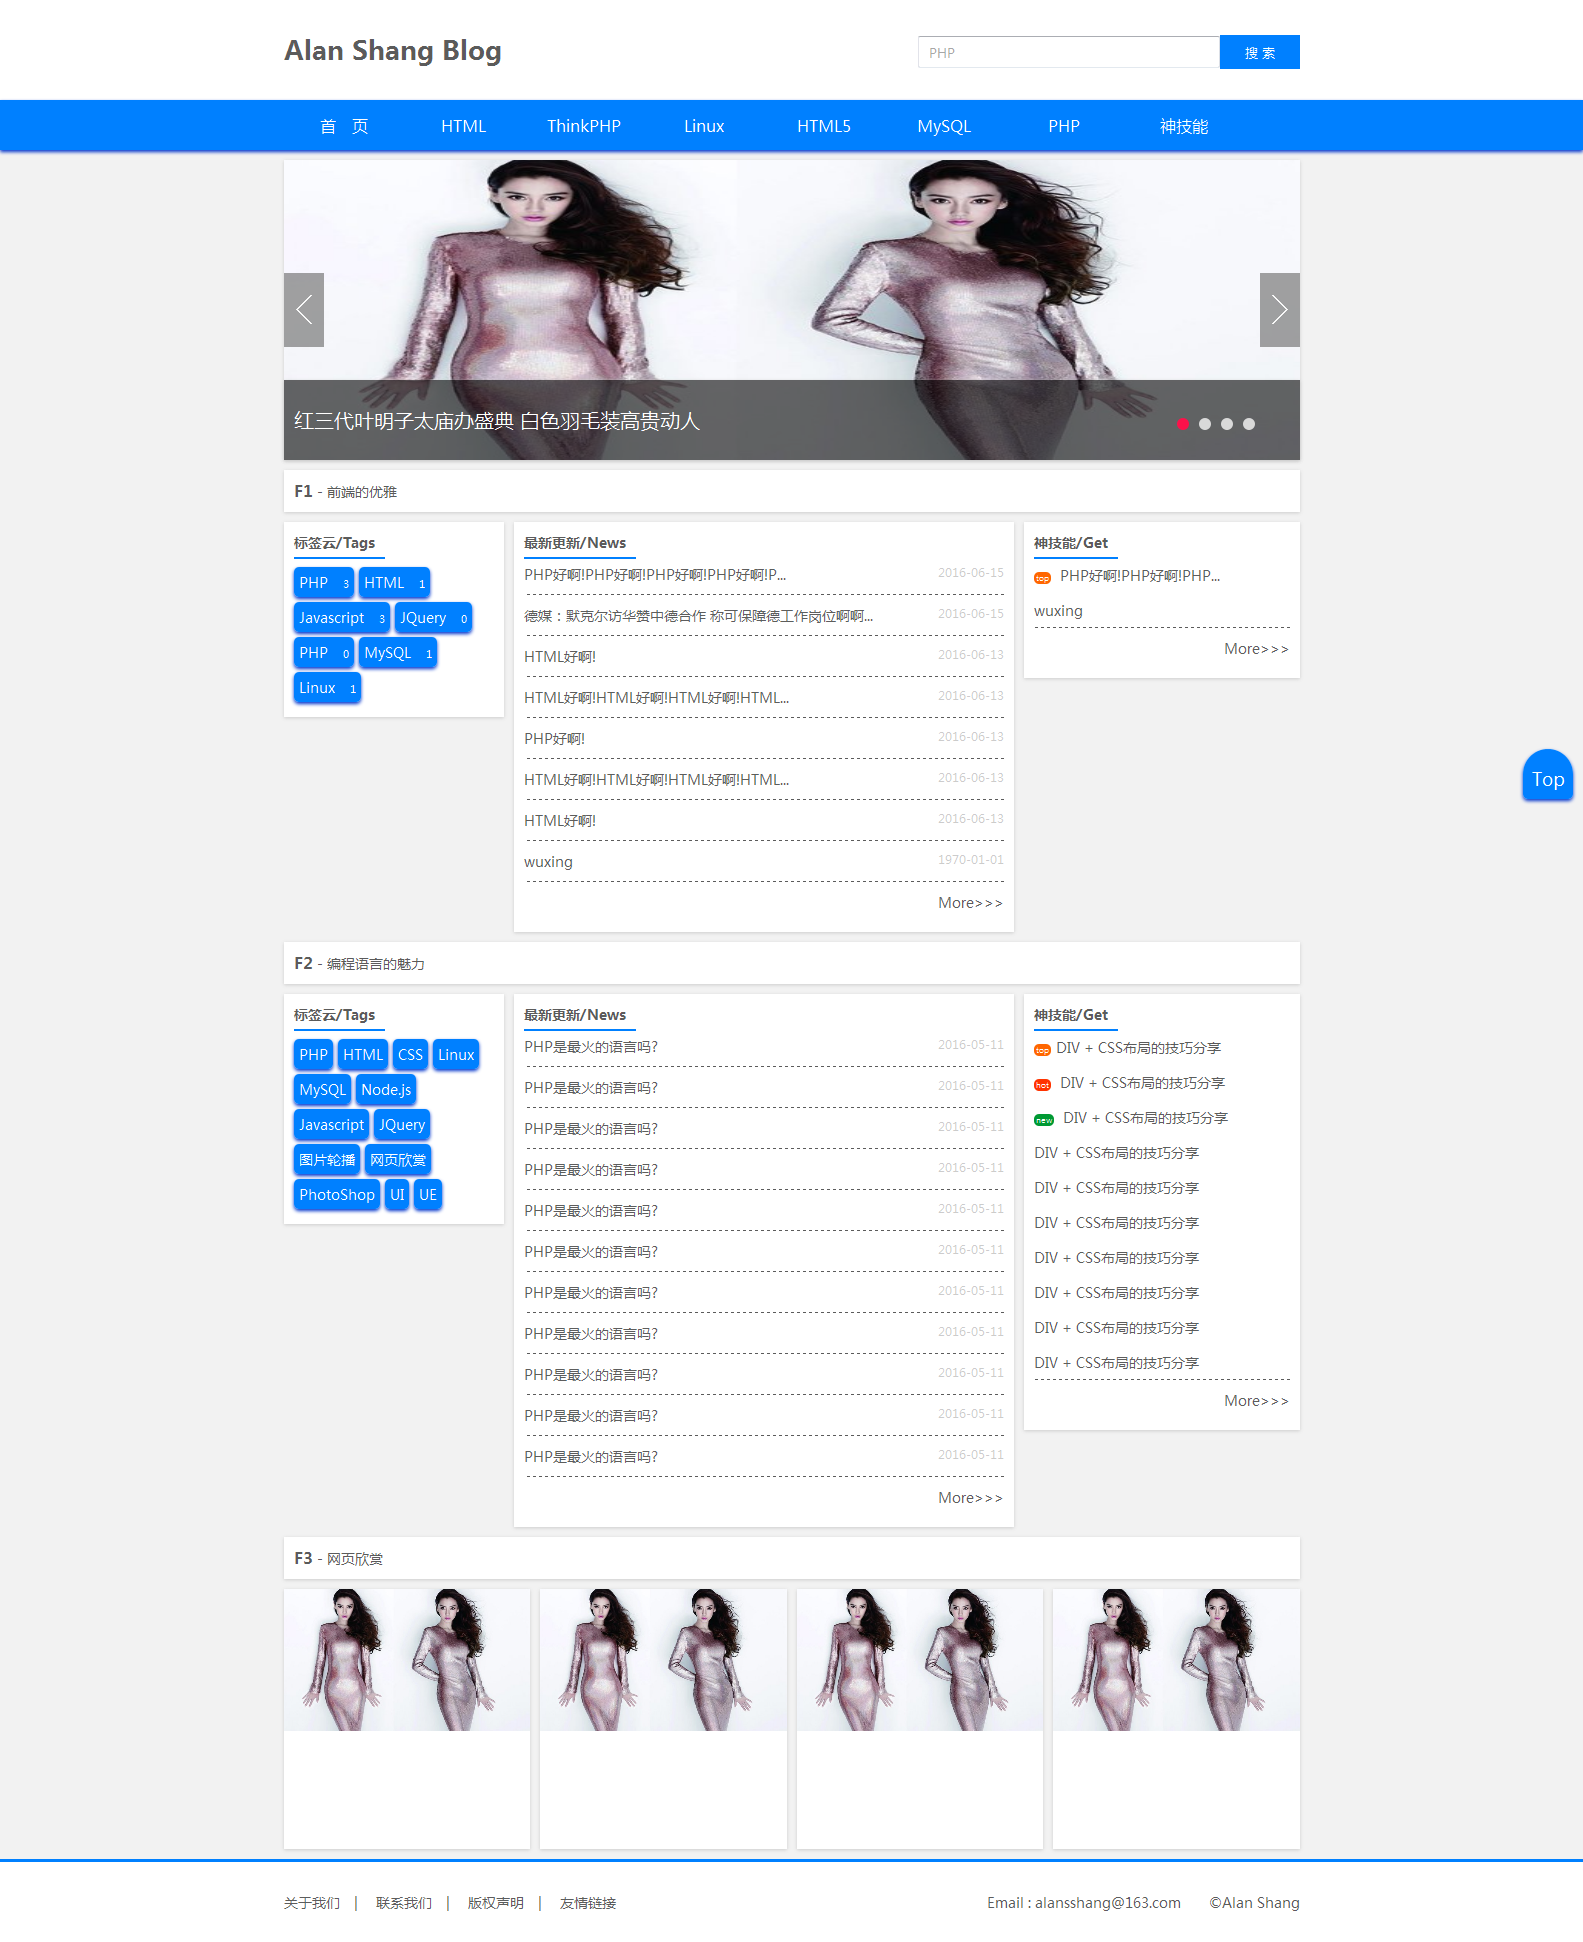 Alan Shang Blog
PHP
搜 索
首 页 HTML ThinkPHP Linux HTML5 MySQL PHP 神技能
红三代叶明子太庙办盛典 白色羽毛装高贵动人
F1 - 前端的优雅
标签云/Tags
PHP 3 HTML 1
Javascript 3 JQuery 0
PHP 0 MySQL 1
Linux 1
最新更新/News
PHP好啊!PHP好啊!PHP好啊!PHP好啊!P... 2016-06-15
德媒：默克尔访华赞中德合作 称可保障德工作岗位啊啊... 2016-06-15
HTML好啊! 2016-06-13
HTML好啊!HTML好啊!HTML好啊!HTML... 2016-06-13
PHP好啊! 2016-06-13
HTML好啊!HTML好啊!HTML好啊!HTML... 2016-06-13
HTML好啊! 2016-06-13
wuxing 1970-01-01
More>>>
神技能/Get
top PHP好啊!PHP好啊!PHP...
wuxing
More>>>
Top
F2 - 编程语言的魅力
标签云/Tags
PHP HTML CSS Linux
MySQL Node.js
Javascript JQuery
图片轮播 网页欣赏
PhotoShop UI UE
最新更新/News
PHP是最火的语言吗? 2016-05-11
PHP是最火的语言吗? 2016-05-11
PHP是最火的语言吗? 2016-05-11
PHP是最火的语言吗? 2016-05-11
PHP是最火的语言吗? 2016-05-11
PHP是最火的语言吗? 2016-05-11
PHP是最火的语言吗? 2016-05-11
PHP是最火的语言吗? 2016-05-11
PHP是最火的语言吗? 2016-05-11
PHP是最火的语言吗? 2016-05-11
PHP是最火的语言吗? 2016-05-11
More>>>
神技能/Get
top DIV + CSS布局的技巧分享
hot DIV + CSS布局的技巧分享
new DIV + CSS布局的技巧分享
DIV + CSS布局的技巧分享
DIV + CSS布局的技巧分享
DIV + CSS布局的技巧分享
DIV + CSS布局的技巧分享
DIV + CSS布局的技巧分享
DIV + CSS布局的技巧分享
DIV + CSS布局的技巧分享
More>>>
F3 - 网页欣赏
关于我们 | 联系我们 | 版权声明 | 友情链接
Email : alansshang@163.com ©Alan Shang